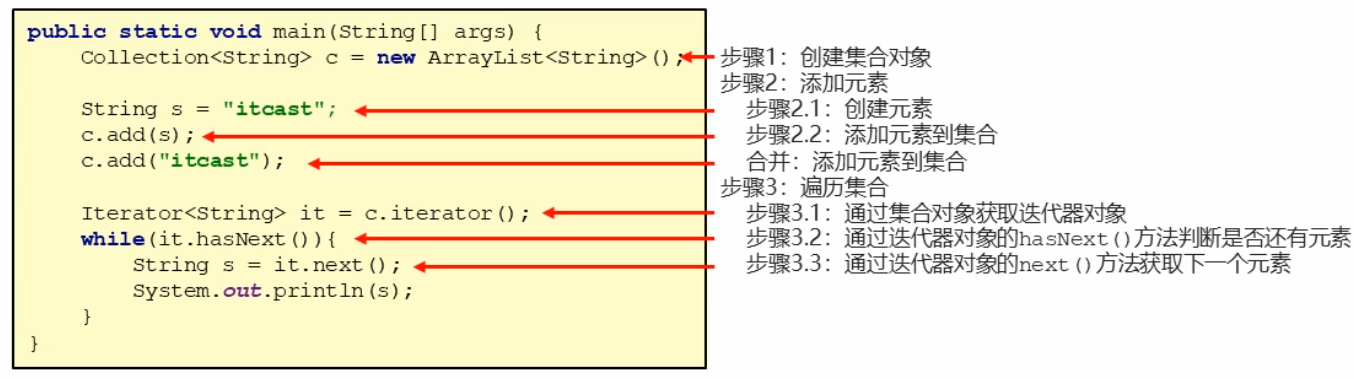 public static void main(String[] args) {
Collection<String> c = new ArrayList<String>();
String s = "itcast";
c.add(s);
c.add("itcast");
Iterator<String> it = c.iterator();
while(it.hasNext()){
String s = it.next();
System.out.println(s);
}
}
步骤1：创建集合对象
步骤2：添加元素
步骤2.1：创建元素
步骤2.2：添加元素到集合
合并：添加元素到集合
步骤3：遍历集合
步骤3.1：通过集合对象获取迭代器对象
步骤3.2：通过迭代器对象的hasNext()方法判断是否还有元素
步骤3.3：通过迭代器对象的next()方法获取下一个元素